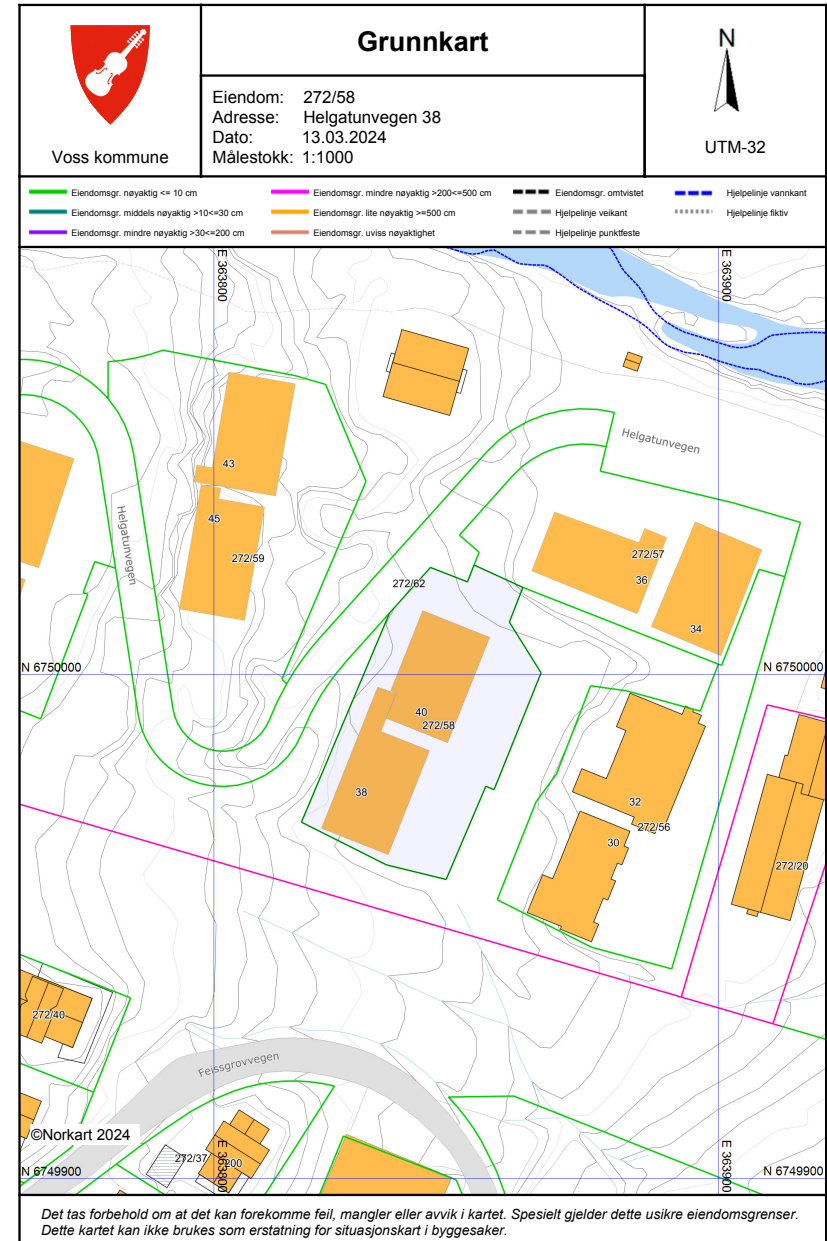 Grunnkart
Voss kommune
Eiendom: 272/58
Adresse: Helgatunvegen 38
Dato: 13.03.2024
Målestokk: 1:1000
N
UTM-32
Eiendomsgr. nøyaktig <= 10 cm
Eiendomsgr. middels nøyaktig >10<=30 cm
Eiendomsgr. mindre nøyaktig >30<=200 cm
Eiendomsgr. mindre nøyaktig >200<=500 cm
Eiendomsgr. lite nøyaktig >=500 cm
Eiendomsgr. uviss nøyaktighet
Eiendomsgr. omtvistet
Hjelpelinje veikant
Hjelpelinje punktfeste
Hjelpelinje vannkant
Hjelpelinje fiktiv
E 363800
E 363900
Helgatunvegen
43
45
Helgatunvegen
272/59
272/57
36
272/62
34
N 6750000
N 6750000
40
272/58
38
32
272/56
30
272/20
272/40
Feissgrovvegen
©Norkart 2024
272/37
200
E 363800
E 363900
N 6749900
N 6749900
Det tas forbehold om at det kan forekomme feil, mangler eller avvik i kartet. Spesielt gjelder dette usikre eiendomsgrenser.
Dette kartet kan ikke brukes som erstatning for situasjonskart i byggesaker.